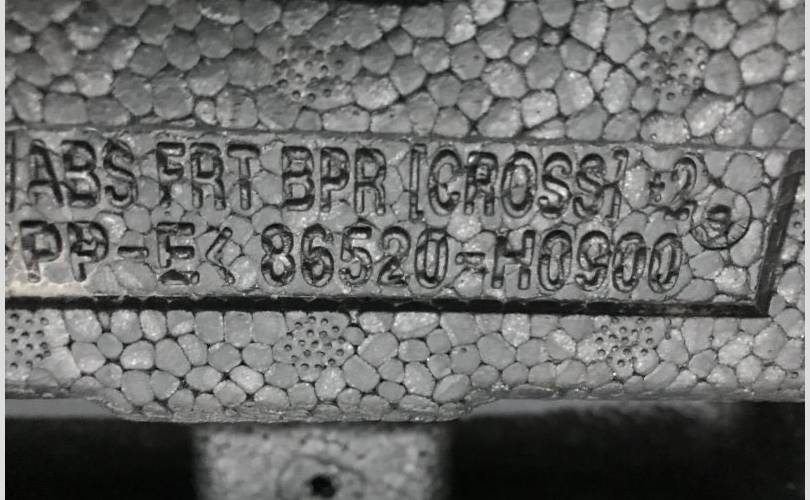 ABS FRT BPR [CROSS] -2
PP-E< 86520-H0900